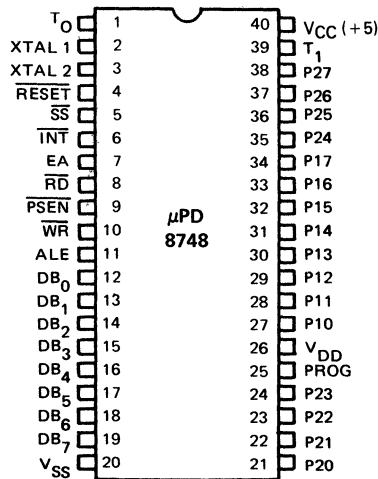 T0 1 40 VCC (+5)
XTAL 1 2 39 T1
XTAL 2 3 38 P27
RESET 4 37 P26
SS 5 36 P25
INT 6 35 P24
EA 7 34 P17
RD 8 33 P16
PSEN 9 32 P15
WR 10 31 P14
ALE 11 30 P13
DB0 12 29 P12
DB1 13 28 P11
DB2 14 27 P10
DB3 15 26 VDD
DB4 16 25 PROG
DB5 17 24 P23
DB6 18 23 P22
DB7 19 22 P21
VSS 20 21 P20
μPD
8748